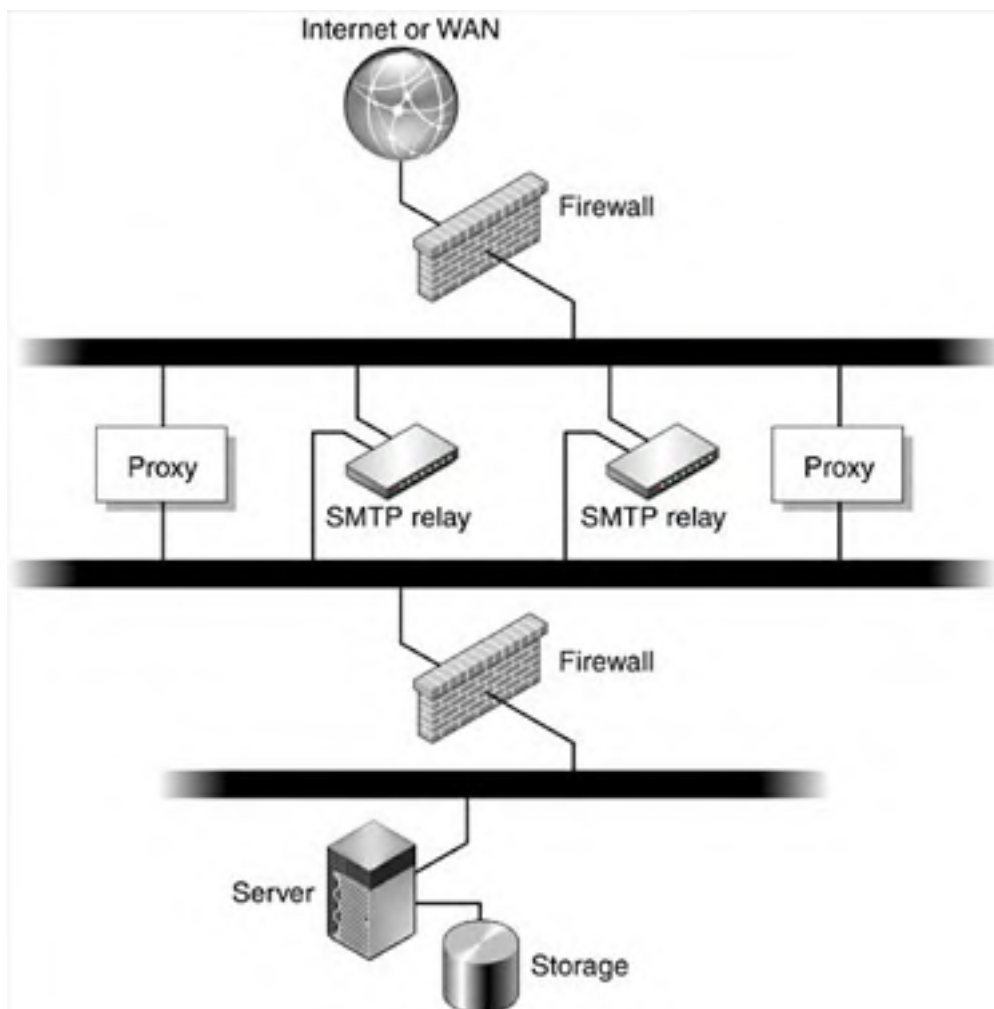 Internet or WAN
Firewall
Proxy
SMTP relay
SMTP relay
Proxy
Firewall
Server
Storage